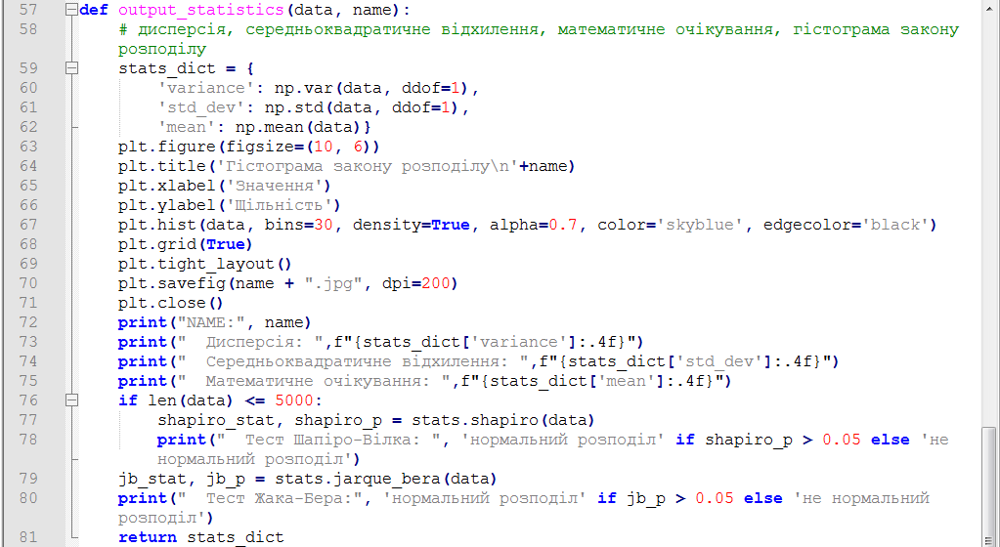 57 def output_statistics(data, name):
58 # дисперсія, середньоквадратичне відхилення, математичне очікування, гістограма закону
розподілу
59 stats_dict = {
60 'variance': np.var(data, ddof=1),
61 'std_dev': np.std(data, ddof=1),
62 'mean': np.mean(data)}
63 plt.figure(figsize=(10, 6))
64 plt.title('Гістограма закону розподілу\n'+name)
65 plt.xlabel('Значення')
66 plt.ylabel('Щільність')
67 plt.hist(data, bins=30, density=True, alpha=0.7, color='skyblue', edgecolor='black')
68 plt.grid(True)
69 plt.tight_layout()
70 plt.savefig(name + ".jpg", dpi=200)
71 plt.close()
72 print("NAME:", name)
73 print("  Дисперсія: ",f"{stats_dict['variance']:.4f}")
74 print("  Середньоквадратичне відхилення: ",f"{stats_dict['std_dev']:.4f}")
75 print("  Математичне очікування: ",f"{stats_dict['mean']:.4f}")
76 if len(data) <= 5000:
77 shapiro_stat, shapiro_p = stats.shapiro(data)
78 print("  Тест Шапіро-Вілка: ", 'нормальний розподіл' if shapiro_p > 0.05 else 'не
нормальний розподіл')
79 jb_stat, jb_p = stats.jarque_bera(data)
80 print("  Тест Жака-Бера:", 'нормальний розподіл' if jb_p > 0.05 else 'не нормальний
розподіл')
81 return stats_dict